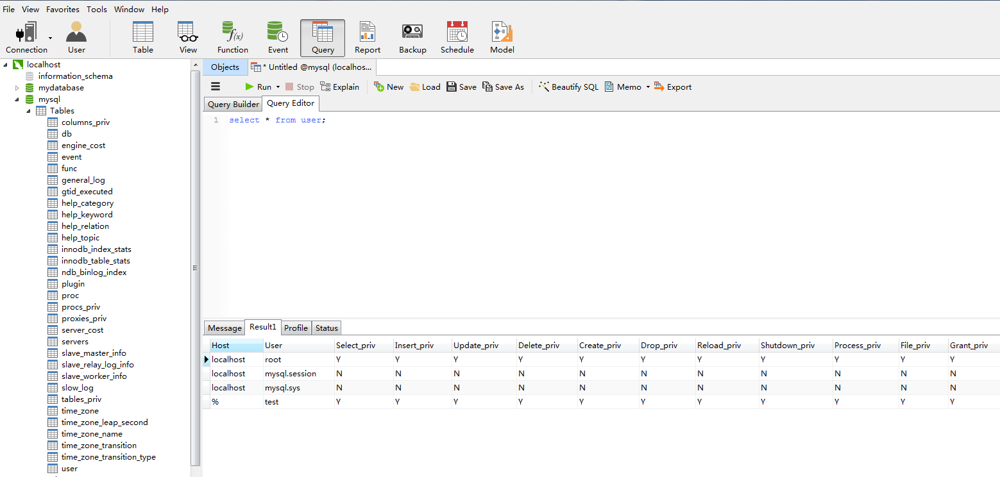 File View Favorites Tools Window Help
Connection User Table View Function Event Query Report Backup Schedule Model
f(x)
localhost
information_schema
mydatabase
mysql
Tables
columns_priv
db
engine_cost
event
func
general_log
gtid_executed
help_category
help_keyword
help_relation
help_topic
innodb_index_stats
innodb_table_stats
ndb_binlog_index
plugin
proc
procs_priv
proxies_priv
server_cost
servers
slave_master_info
slave_relay_log_info
slave_worker_info
slow_log
tables_priv
time_zone
time_zone_leap_second
time_zone_name
time_zone_transition
time_zone_transition_type
user
Objects * Untitled @mysql (localhos...
Run Stop Explain New Load Save Save As Beautify SQL Memo Export
Query Builder Query Editor
1 select * from user;
Message Result1 Profile Status
Host User Select_priv Insert_priv Update_priv Delete_priv Create_priv Drop_priv Reload_priv Shutdown_priv Process_priv File_priv Grant_priv
localhost root Y Y Y Y Y Y Y Y Y Y Y
localhost mysql.session N N N N N N N N N N N
localhost mysql.sys N N N N N N N N N N N
% test Y Y Y Y Y Y Y Y Y Y Y